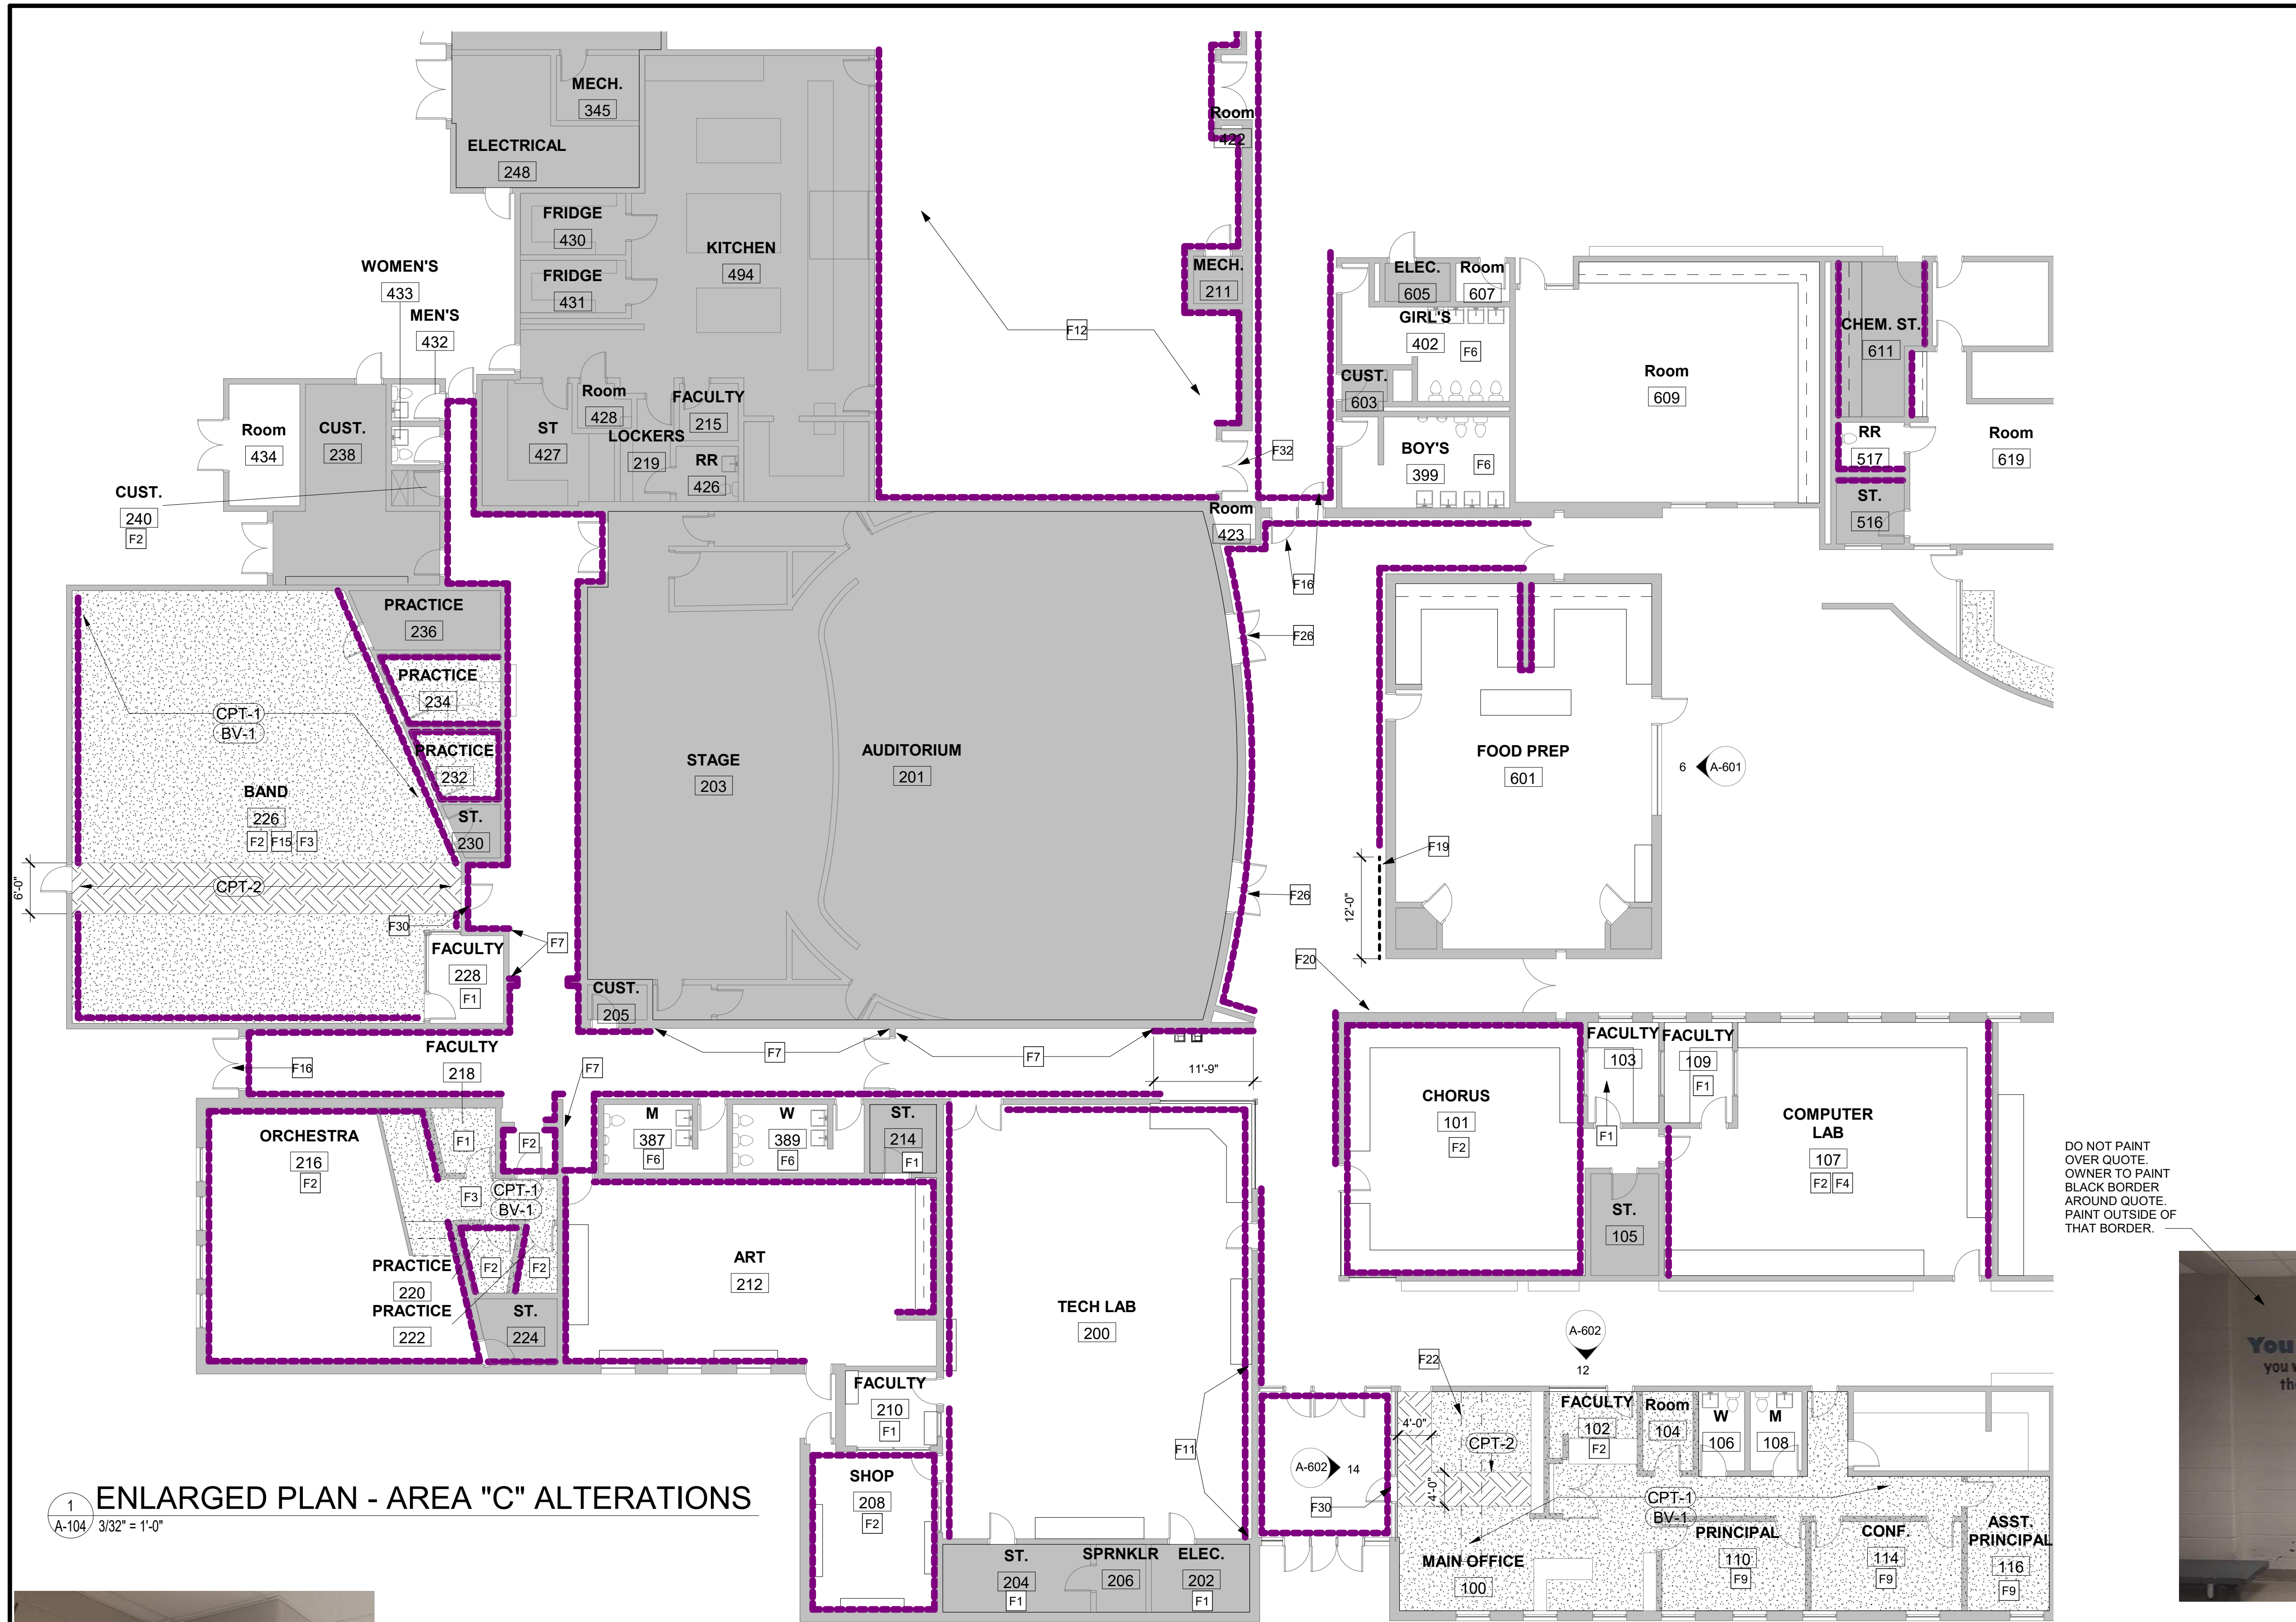 MECH.
345
ELECTRICAL
248
FRIDGE
430
FRIDGE
431
KITCHEN
494
WOMEN'S
433
MEN'S
432
Room
434
CUST.
238
CUST.
240
F2
ST
427
Room
428
LOCKERS
219
FACULTY
215
RR
426
Room
422
MECH.
211
F12
F32
Room
423
F16
ELEC.
605
Room
607
GIRL'S
402
F6
CUST.
603
BOY'S
399
F6
Room
609
CHEM. ST.
611
RR
517
ST.
516
Room
619
PRACTICE
236
PRACTICE
234
PRACTICE
232
ST.
230
CPT-1
BV-1
BAND
226
F2 F15 F3
CPT-2
6'-0"
F30
FACULTY
228
F1
F7
STAGE
203
AUDITORIUM
201
CUST.
205
F26
F26
FOOD PREP
601
6
A-601
F19
12'-0"
F20
F16
FACULTY
218
F1
F7
F7
F7
11'-9"
ORCHESTRA
216
F2
F2
F3
CPT-1
BV-1
PRACTICE
220
F2
PRACTICE
222
F2
ST.
224
M
387
F6
W
389
F6
ST.
214
F1
ART
212
TECH LAB
200
FACULTY
210
F1
SHOP
208
F2
F11
ST.
204
F1
SPRNKLR
206
ELEC.
202
F1
CHORUS
101
F2
FACULTY
103
F1
FACULTY
109
F1
ST.
105
COMPUTER
LAB
107
F2 F4
A-602
12
A-602
14
F30
F22
4'-0"
4'-0"
CPT-2
FACULTY
102
F2
Room
104
W
106
M
108
CPT-1
BV-1
MAIN OFFICE
100
PRINCIPAL
110
F9
CONF.
114
F9
ASST.
PRINCIPAL
116
F9
DO NOT PAINT
OVER QUOTE.
OWNER TO PAINT
BLACK BORDER
AROUND QUOTE.
PAINT OUTSIDE OF
THAT BORDER.
You
you
1
A-104
ENLARGED PLAN - AREA "C" ALTERATIONS
3/32" = 1'-0"